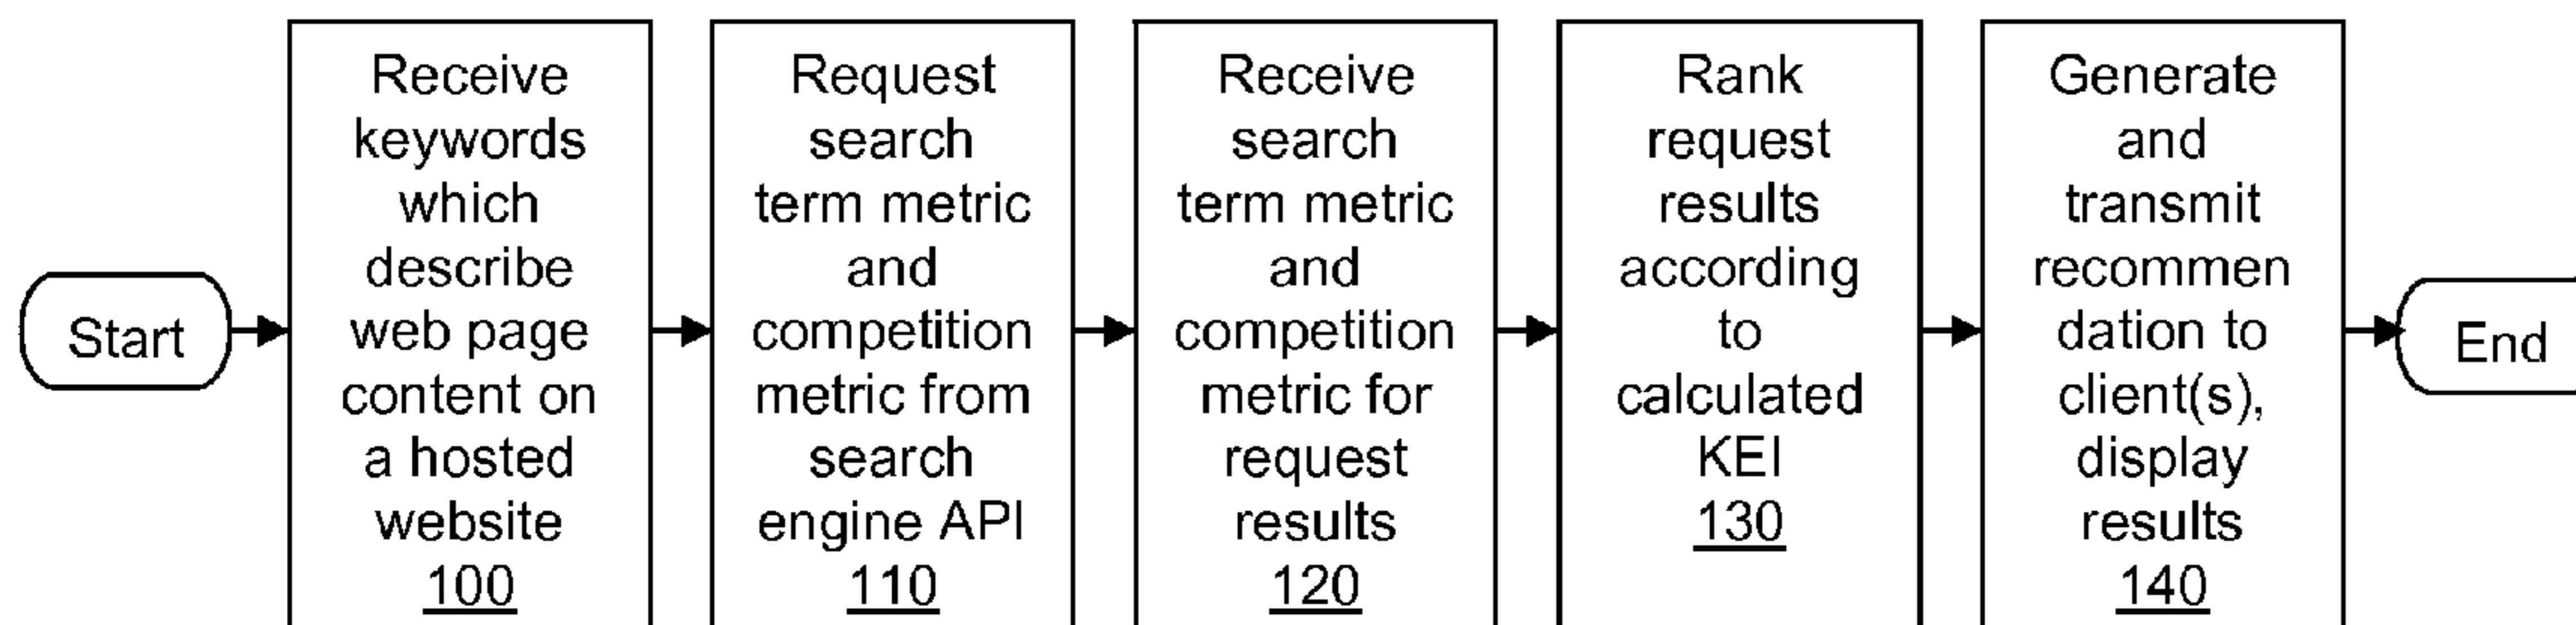 Start
Receive
keywords
which
describe
web page
content on
a hosted
website
100
Request
search
term metric
and
competition
metric from
search
engine API
110
Receive
search
term metric
and
competition
metric for
request
results
120
Rank
request
results
according
to
calculated
KEI
130
Generate
and
transmit
recommen
dation to
client(s),
display
results
140
End